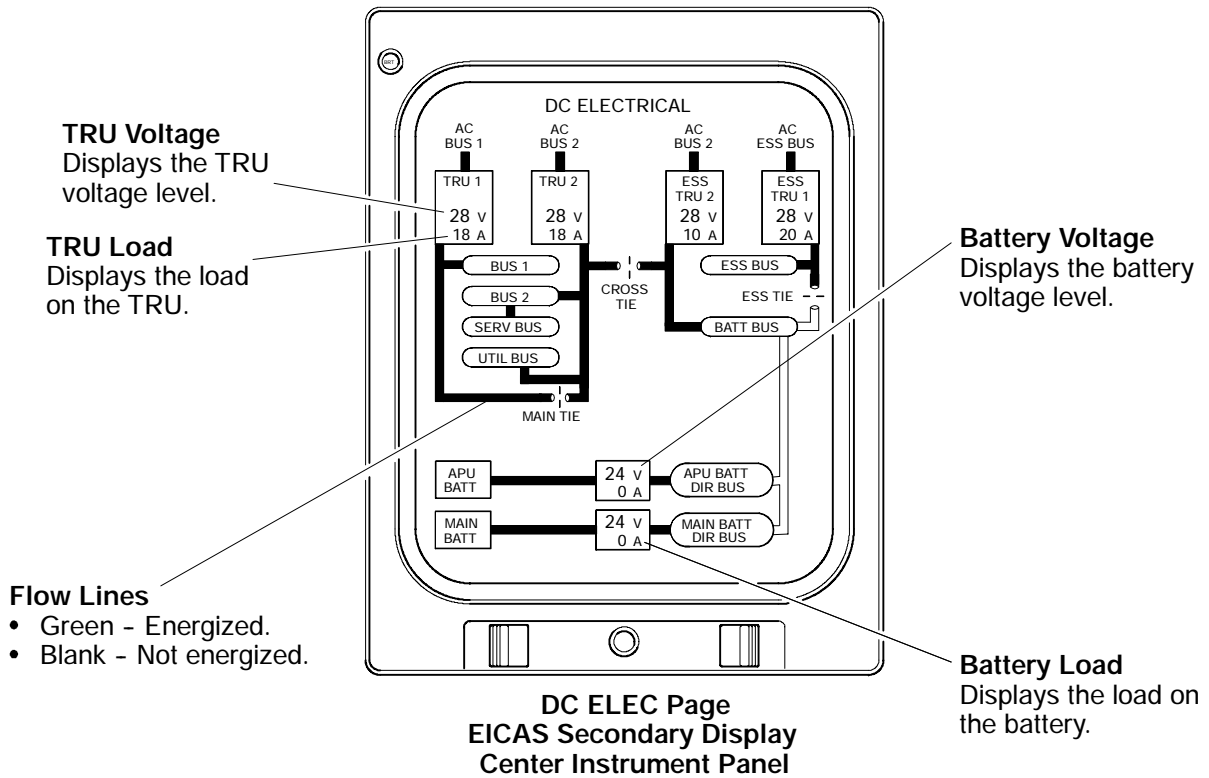 BRT
DC ELECTRICAL
AC
BUS 1
AC
BUS 2
AC
BUS 2
AC
ESS BUS
TRU 1
28 V
18 A
TRU 2
28 V
18 A
ESS
TRU 2
28 V
10 A
ESS
TRU 1
28 V
20 A
BUS 1
BUS 2
SERV BUS
UTIL BUS
MAIN TIE
CROSS
TIE
ESS BUS
ESS TIE
BATT BUS
APU
BATT
24 V
0 A
APU BATT
DIR BUS
MAIN
BATT
24 V
0 A
MAIN BATT
DIR BUS
TRU Voltage
Displays the TRU
voltage level.
TRU Load
Displays the load
on the TRU.
Battery Voltage
Displays the battery
voltage level.
Flow Lines
• Green - Energized.
• Blank - Not energized.
Battery Load
Displays the load on
the battery.
DC ELEC Page
EICAS Secondary Display
Center Instrument Panel